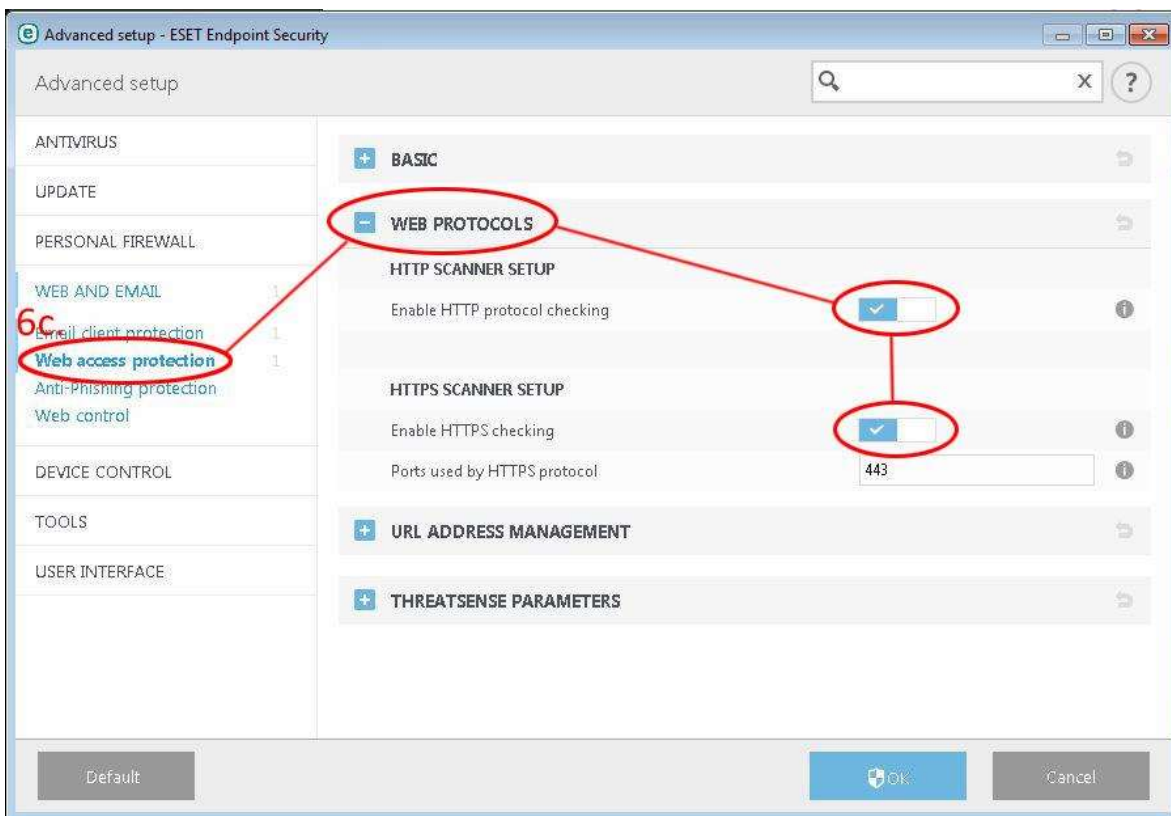 Advanced setup - ESET Endpoint Security
Advanced setup
?
ANTIVIRUS
UPDATE
PERSONAL FIREWALL
WEB AND EMAIL 1
6c.
Email client protection 1
Web access protection 1
Anti-Phishing protection
Web control
DEVICE CONTROL
TOOLS
USER INTERFACE
BASIC
WEB PROTOCOLS
HTTP SCANNER SETUP
Enable HTTP protocol checking
HTTPS SCANNER SETUP
Enable HTTPS checking
Ports used by HTTPS protocol 443
URL ADDRESS MANAGEMENT
THREATSENSE PARAMETERS
Default
OK
Cancel